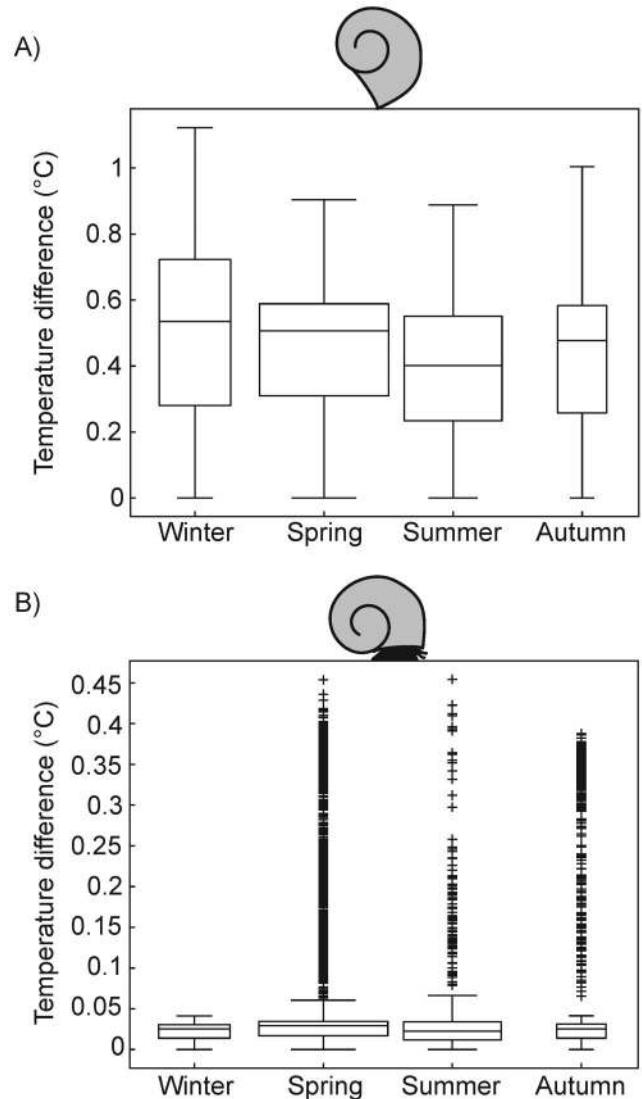 A)
Temperature difference (°C)
1
0.8
0.6
0.4
0.2
0
Winter Spring Summer Autumn
B)
Temperature difference (°C)
0.45
0.4
0.35
0.3
0.25
0.2
0.15
0.1
0.05
0
Winter Spring Summer Autumn